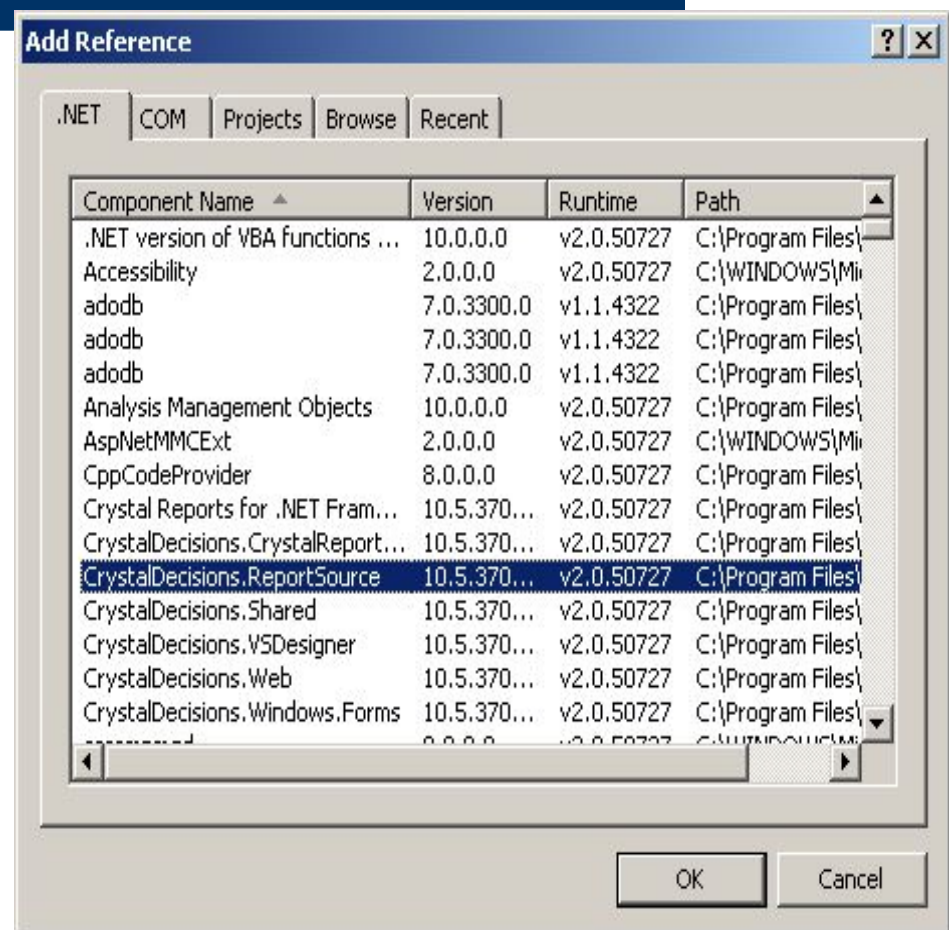 Add Reference
.NET COM Projects Browse Recent
Component Name Version Runtime Path
.NET version of VBA functions ... 10.0.0.0 v2.0.50727 C:\Program Files\
Accessibility 2.0.0.0 v2.0.50727 C:\WINDOWS\Mi
adodb 7.0.3300.0 v1.1.4322 C:\Program Files\
adodb 7.0.3300.0 v1.1.4322 C:\Program Files\
adodb 7.0.3300.0 v1.1.4322 C:\Program Files\
Analysis Management Objects 10.0.0.0 v2.0.50727 C:\Program Files\
AspNetMMCExt 2.0.0.0 v2.0.50727 C:\WINDOWS\Mi
CppCodeProvider 8.0.0.0 v2.0.50727 C:\Program Files\
Crystal Reports for .NET Fram... 10.5.370... v2.0.50727 C:\Program Files\
CrystalDecisions.CrystalReport... 10.5.370... v2.0.50727 C:\Program Files\
CrystalDecisions.ReportSource 10.5.370... v2.0.50727 C:\Program Files\
CrystalDecisions.Shared 10.5.370... v2.0.50727 C:\Program Files\
CrystalDecisions.VSDesigner 10.5.370... v2.0.50727 C:\Program Files\
CrystalDecisions.Web 10.5.370... v2.0.50727 C:\Program Files\
CrystalDecisions.Windows.Forms 10.5.370... v2.0.50727 C:\Program Files\
OK Cancel